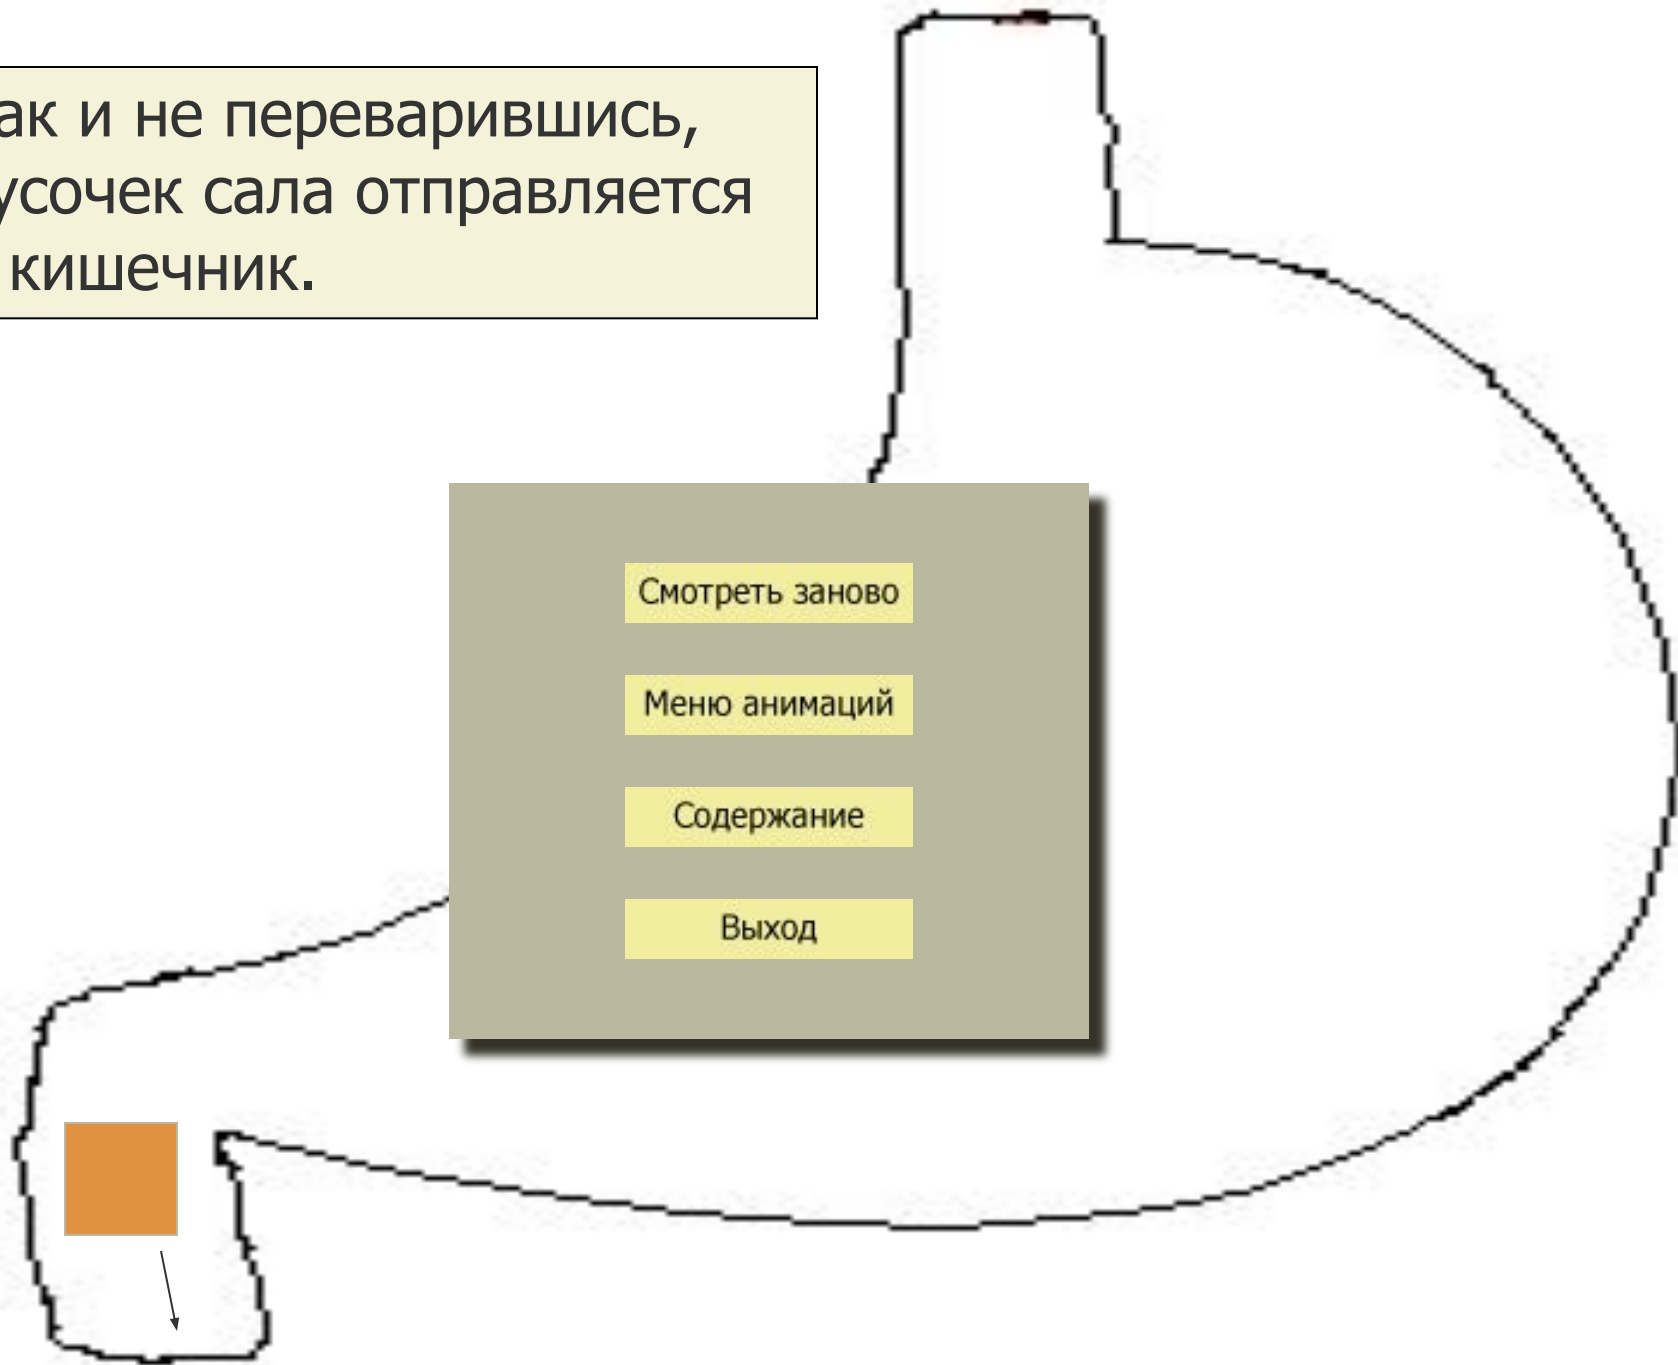 ак и не переварившись,
усочек сала отправляется
кишечник.
Смотреть заново
Меню анимаций
Содержание
Выход